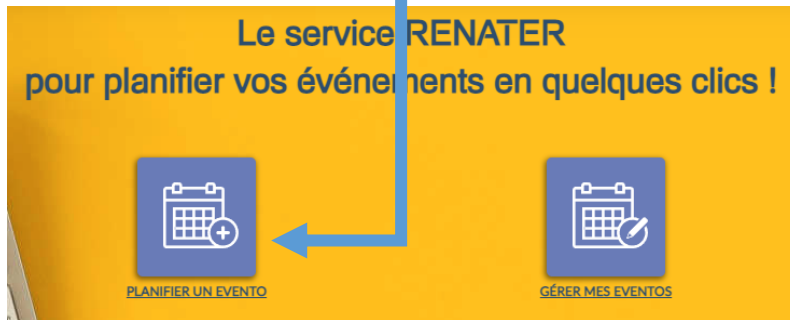 Le service RENATER
pour planifier vos événements en quelques clics !
PLANIFIER UN EVENTO
GÉRER MES EVENTOS